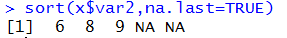 > sort(x$var2,na.last=TRUE)
[1]  6  8  9 NA NA